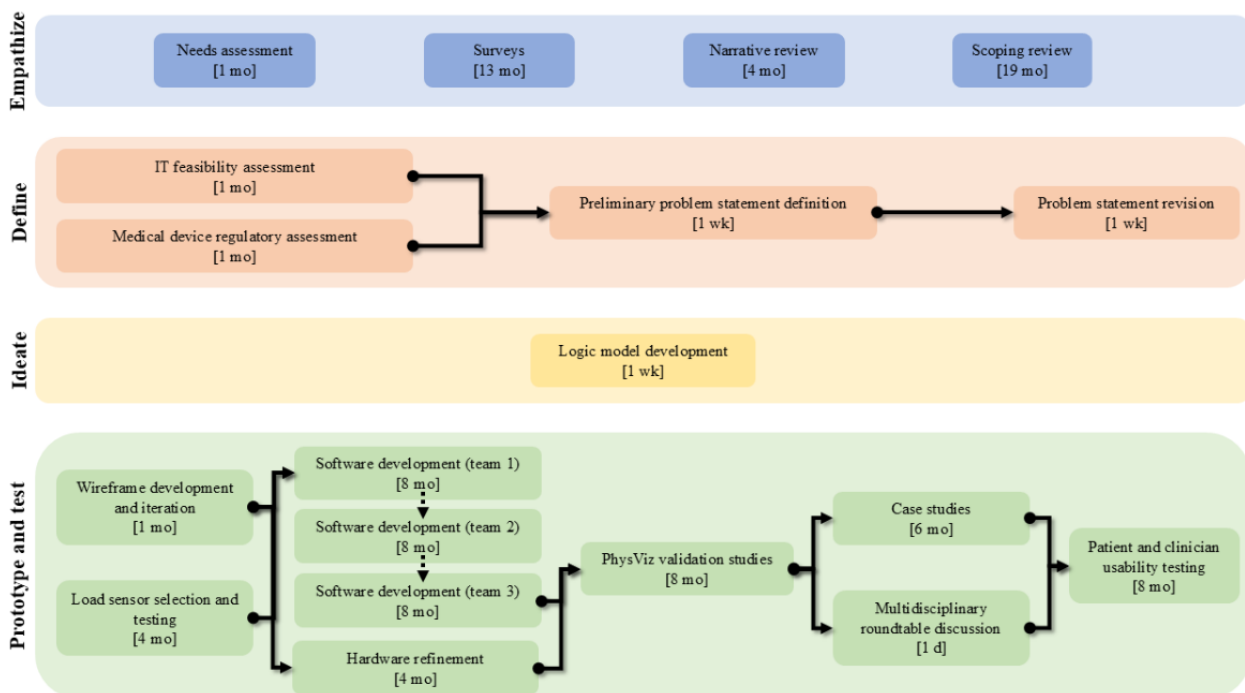 Empathize
Needs assessment
[1 mo]
Surveys
[13 mo]
Narrative review
[4 mo]
Scoping review
[19 mo]
Define
IT feasibility assessment
[1 mo]
Medical device regulatory assessment
[1 mo]
Preliminary problem statement definition
[1 wk]
Problem statement revision
[1 wk]
Ideate
Logic model development
[1 wk]
Prototype and test
Wireframe development
and iteration
[1 mo]
Load sensor selection and
testing
[4 mo]
Software development (team 1)
[8 mo]
Software development (team 2)
[8 mo]
Software development (team 3)
[8 mo]
Hardware refinement
[4 mo]
PhysViz validation studies
[8 mo]
Case studies
[6 mo]
Multidisciplinary
roundtable discussion
[1 d]
Patient and clinician
usability testing
[8 mo]